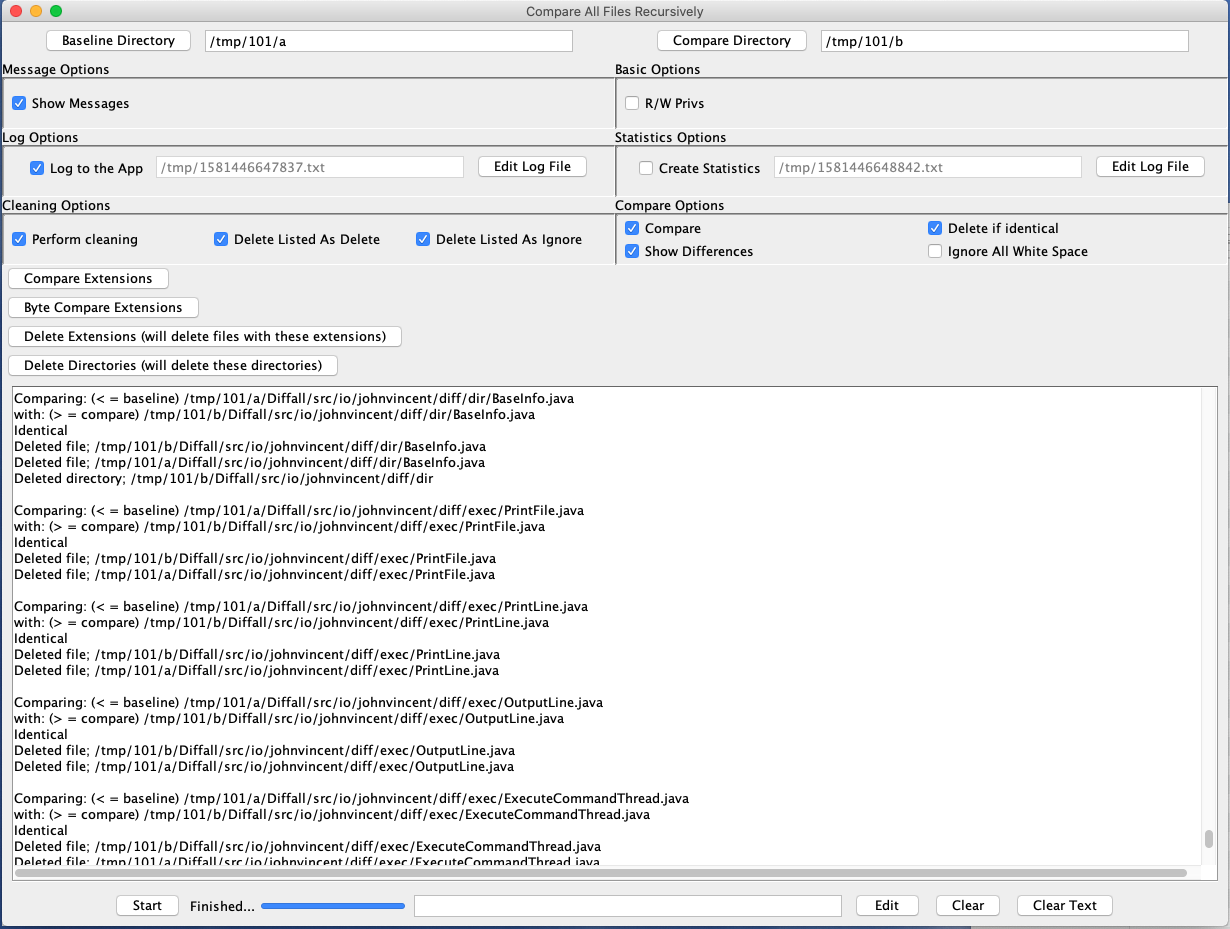 Compare All Files Recursively
Baseline Directory /tmp/101/a Compare Directory /tmp/101/b
Message Options Basic Options
Show Messages R/W Privs
Log Options Statistics Options
Log to the App /tmp/1581446647837.txt Edit Log File Create Statistics /tmp/1581446648842.txt Edit Log File
Cleaning Options Compare Options
Perform cleaning Delete Listed As Delete Delete Listed As Ignore
Compare Delete if identical
Show Differences Ignore All White Space
Compare Extensions
Byte Compare Extensions
Delete Extensions (will delete files with these extensions)
Delete Directories (will delete these directories)
Comparing: (< = baseline) /tmp/101/a/Diffall/src/io/johnvincent/diff/dir/BaseInfo.java
with: (> = compare) /tmp/101/b/Diffall/src/io/johnvincent/diff/dir/BaseInfo.java
Identical
Deleted file; /tmp/101/b/Diffall/src/io/johnvincent/diff/dir/BaseInfo.java
Deleted file; /tmp/101/a/Diffall/src/io/johnvincent/diff/dir/BaseInfo.java
Deleted directory; /tmp/101/b/Diffall/src/io/johnvincent/diff/dir
Comparing: (< = baseline) /tmp/101/a/Diffall/src/io/johnvincent/diff/exec/PrintFile.java
with: (> = compare) /tmp/101/b/Diffall/src/io/johnvincent/diff/exec/PrintFile.java
Identical
Deleted file; /tmp/101/b/Diffall/src/io/johnvincent/diff/exec/PrintFile.java
Deleted file; /tmp/101/a/Diffall/src/io/johnvincent/diff/exec/PrintFile.java
Comparing: (< = baseline) /tmp/101/a/Diffall/src/io/johnvincent/diff/exec/PrintLine.java
with: (> = compare) /tmp/101/b/Diffall/src/io/johnvincent/diff/exec/PrintLine.java
Identical
Deleted file; /tmp/101/b/Diffall/src/io/johnvincent/diff/exec/PrintLine.java
Deleted file; /tmp/101/a/Diffall/src/io/johnvincent/diff/exec/PrintLine.java
Comparing: (< = baseline) /tmp/101/a/Diffall/src/io/johnvincent/diff/exec/OutputLine.java
with: (> = compare) /tmp/101/b/Diffall/src/io/johnvincent/diff/exec/OutputLine.java
Identical
Deleted file; /tmp/101/b/Diffall/src/io/johnvincent/diff/exec/OutputLine.java
Deleted file; /tmp/101/a/Diffall/src/io/johnvincent/diff/exec/OutputLine.java
Comparing: (< = baseline) /tmp/101/a/Diffall/src/io/johnvincent/diff/exec/ExecuteCommandThread.java
with: (> = compare) /tmp/101/b/Diffall/src/io/johnvincent/diff/exec/ExecuteCommandThread.java
Identical
Deleted file; /tmp/101/b/Diffall/src/io/johnvincent/diff/exec/ExecuteCommandThread.java
Deleted file; /tmp/101/a/Diffall/src/io/johnvincent/diff/exec/ExecuteCommandThread.java
Start Finished... Edit Clear Clear Text